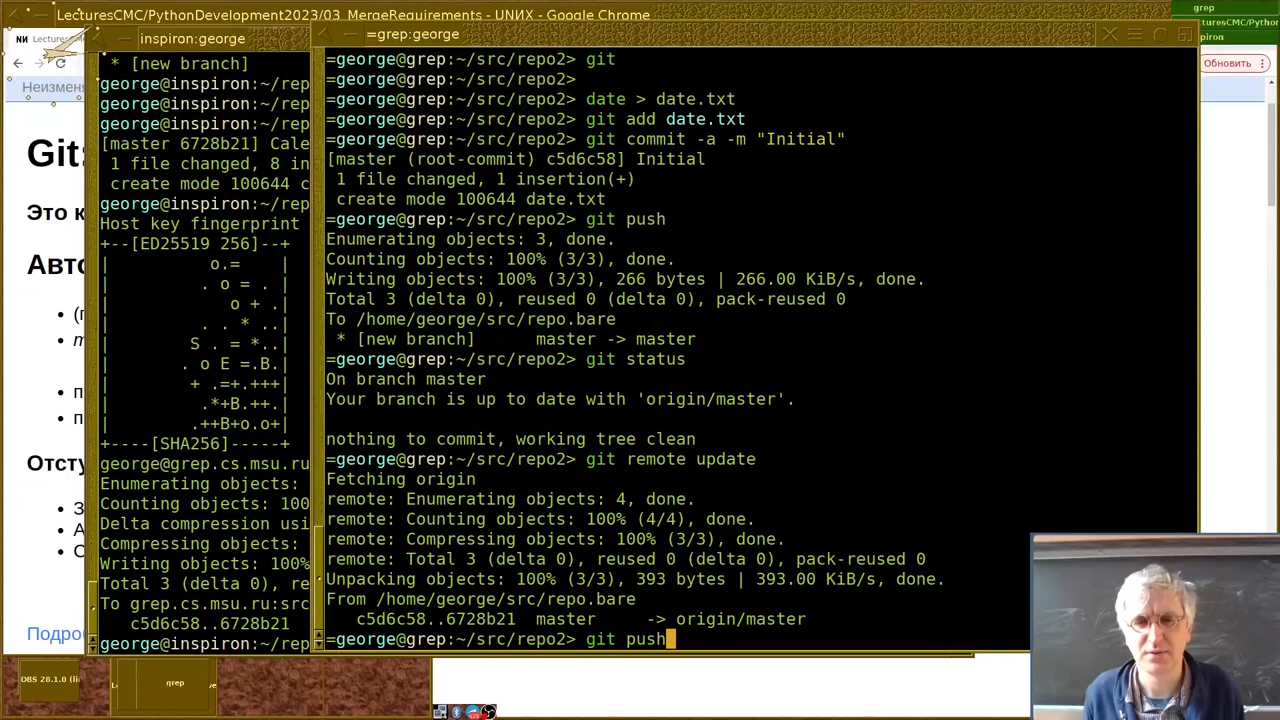 LecturesCMC/PythonDevelopment2023/03_MergeRequirements - UNИX - Google Chrome
grep
inspiron:george
=grep:george
Обновить
* [new branch]
george@inspiron:~/rep
george@inspiron:~/rep
george@inspiron:~/rep
[master 6728b21] Cale
1 file changed, 8 in
create mode 100644 c
george@inspiron:~/rep
Host key fingerprint
+--[ED25519 256]--+
| o.= |
| . o = . |
| o + .|
| . . * ..|
| S . = *..|
| . o E =.B.|
| + .=+.+++|
| .*+B.++.|
| .++B+o.o+|
+----[SHA256]-----+
george@grep.cs.msu.ru
Enumerating objects:
Counting objects: 100
Delta compression usi
Compressing objects:
Writing objects: 100%
Total 3 (delta 0), re
To grep.cs.msu.ru:src
c5d6c58..6728b21
george@inspiron:~/rep
=george@grep:~/src/repo2> git
=george@grep:~/src/repo2>
=george@grep:~/src/repo2> date > date.txt
=george@grep:~/src/repo2> git add date.txt
=george@grep:~/src/repo2> git commit -a -m "Initial"
[master (root-commit) c5d6c58] Initial
1 file changed, 1 insertion(+)
create mode 100644 date.txt
=george@grep:~/src/repo2> git push
Enumerating objects: 3, done.
Counting objects: 100% (3/3), done.
Writing objects: 100% (3/3), 266 bytes | 266.00 KiB/s, done.
Total 3 (delta 0), reused 0 (delta 0), pack-reused 0
To /home/george/src/repo.bare
* [new branch] master -> master
=george@grep:~/src/repo2> git status
On branch master
Your branch is up to date with 'origin/master'.
nothing to commit, working tree clean
=george@grep:~/src/repo2> git remote update
Fetching origin
remote: Enumerating objects: 4, done.
remote: Counting objects: 100% (4/4), done.
remote: Compressing objects: 100% (3/3), done.
remote: Total 3 (delta 0), reused 0 (delta 0), pack-reused 0
Unpacking objects: 100% (3/3), 393 bytes | 393.00 KiB/s, done.
From /home/george/src/repo.bare
c5d6c58..6728b21 master -> origin/master
=george@grep:~/src/repo2> git push
Неизменя
Git:
Это к
Авто
• (п
• п
• п
Отсту
• З
• А
• С
Подро
OBS 28.1.0 (li
grep